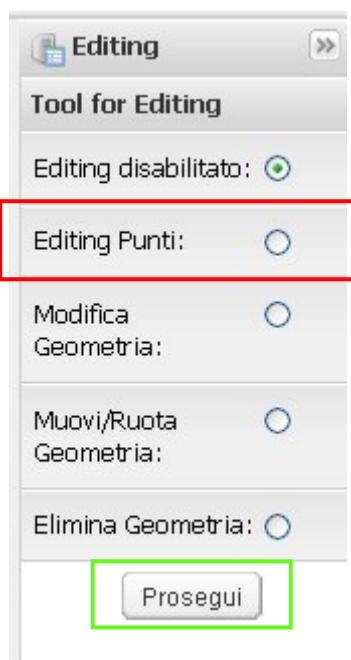 Editing
Tool for Editing
Editing disabilitato:
Editing Punti:
Modifica
Geometria:
Muovi/Ruota
Geometria:
Elimina Geometria:
Prosegui